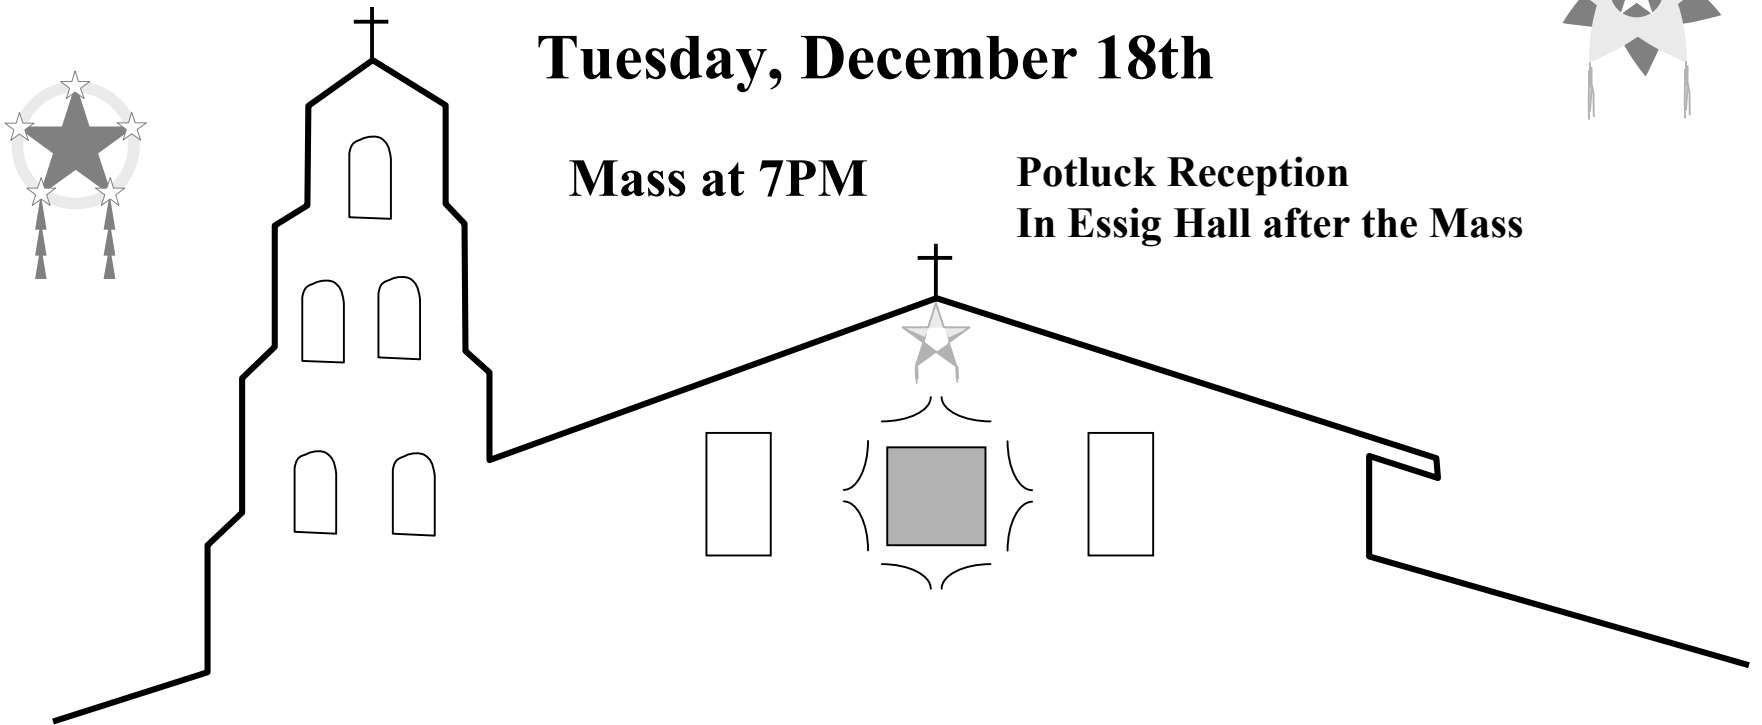 Tuesday, December 18th
Mass at 7PM
Potluck Reception
In Essig Hall after the Mass